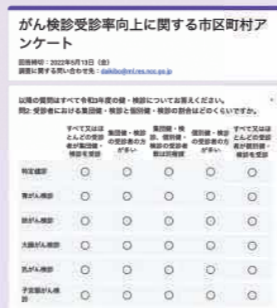 がん検診受診率向上に関する市区町村ア
ンケート
回答締切：2022年5月13日（金）
調査に関する問い合わせ先：
以降の質問はすべて令和3年度の健・検診についてお答えください。
問2: 受診者における集団健・検診と個別健・検診の割合はどのくらいですか。
すべて又はほとんどの受診者が集団健・検診を受診
集団健・検診の受診者の方が多い
集団健・検診、個別健・検診の受診者数は同程度
個別健・検診の受診者の方が多い
すべて又はほとんどの受診者が個別健・検診を受診
特定健診
胃がん検診
肺がん検診
大腸がん検診
乳がん検診
子宮頸がん検
診